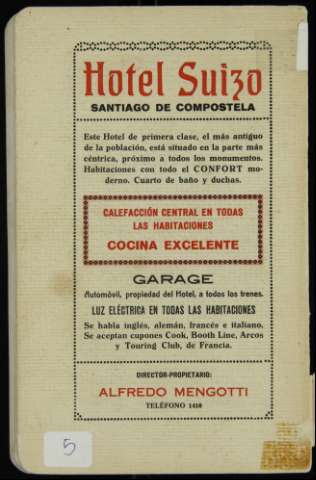 Hotel Suizo
SANTIAGO DE COMPOSTELA
Este Hotel de primera clase, el más antiguo
de la población, está situado en la parte más
céntrica, próximo a todos los monumentos.
Habitaciones con todo el CONFORT mo-
derno. Cuarto de baño y duchas.
CALEFACCIÓN CENTRAL EN TODAS
LAS HABITACIONES
COCINA EXCELENTE
GARAGE
Automóvil, propiedad del Hotel, a todos los trenes.
LUZ ELÉCTRICA EN TODAS LAS HABITACIONES
Se habla inglés, alemán, francés e italiano.
Se aceptan cupones Cook, Booth Line, Arcos
y Touring Club, de Francia.
DIRECTOR-PROPIETARIO:
ALFREDO MENGOTTI
TELÉFONO 1410
5